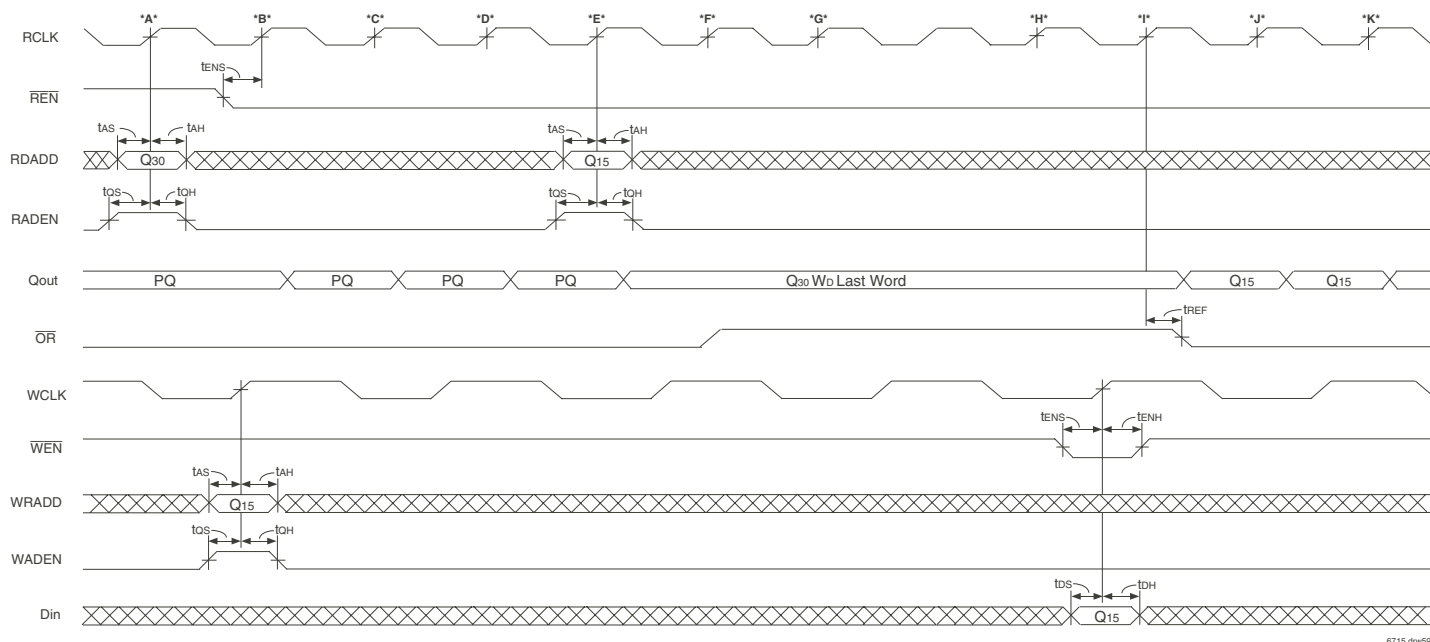 *A* *B* *C* *D* *E* *F* *G* *H* *I* *J* *K*
RCLK
tENS
REN
tAS tAH tAS tAH
RDADD Q30 Q15
tQS tQH tQS tQH
RADEN
Qout PQ PQ PQ PQ Q30 WD Last Word Q15 Q15
tREF
OR
WCLK
tENS tENH
WEN
tAS tAH
WRADD Q15
tQS tQH
WADEN
tDS tDH
Din Q15
6715 drw59